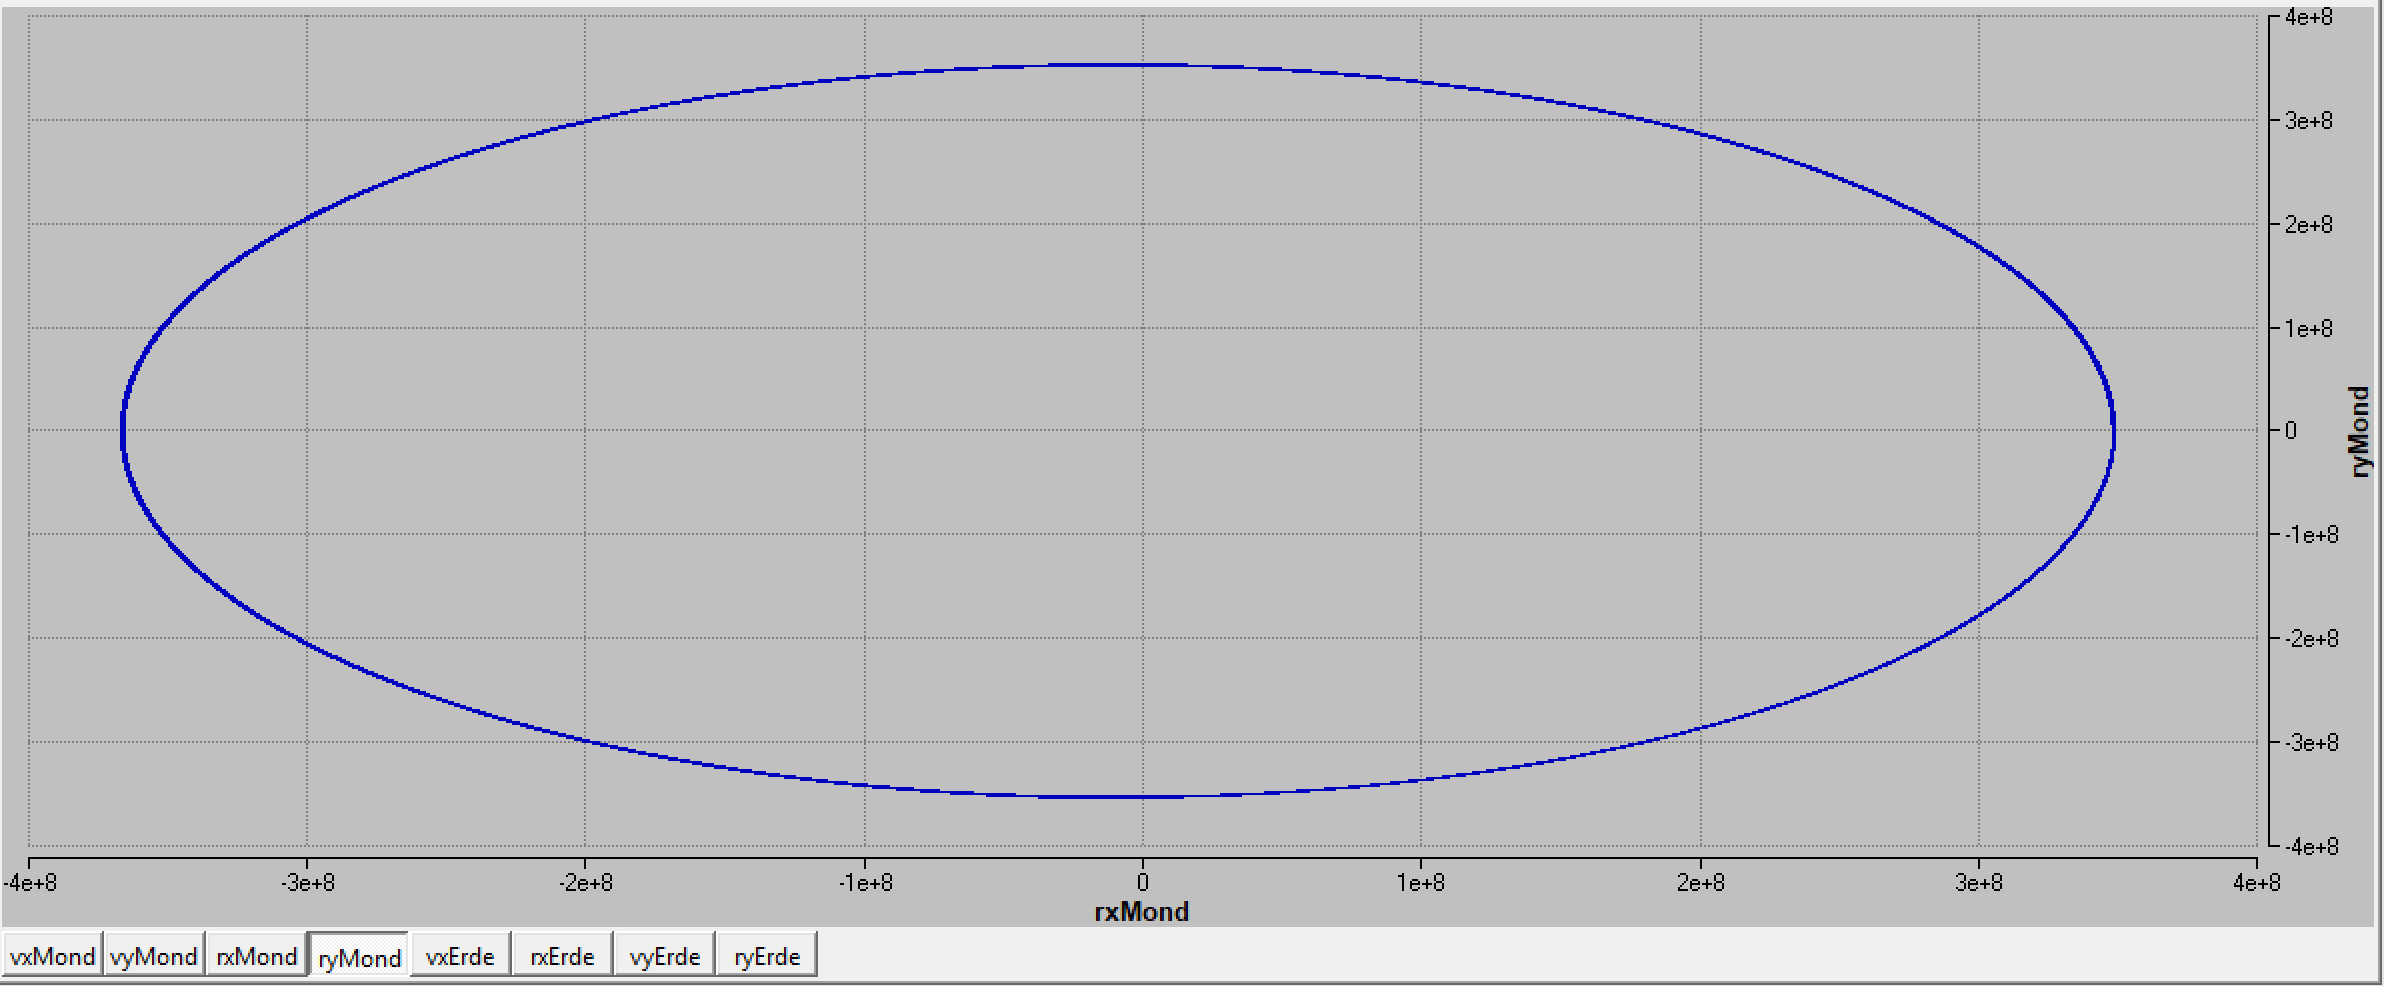 4e+8
3e+8
2e+8
1e+8
0
-1e+8
-2e+8
-3e+8
-4e+8
ryMond
-4e+8 -3e+8 -2e+8 -1e+8 0 1e+8 2e+8 3e+8 4e+8
rxMond
vxMond vyMond rxMond ryMond vxErde rxErde vyErde ryErde